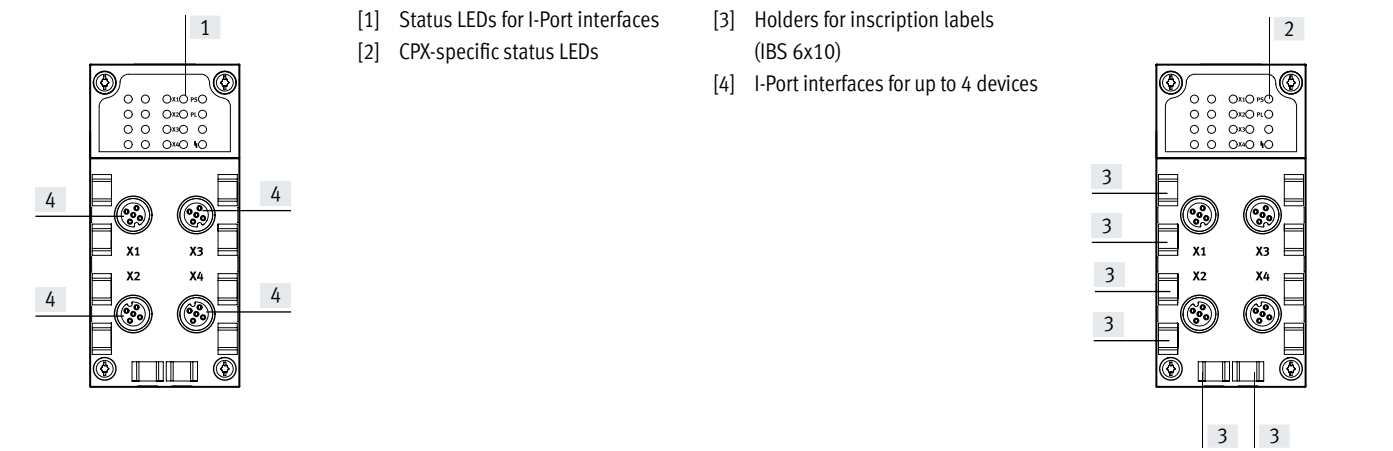 1
[1] Status LEDs for I-Port interfaces
[2] CPX-specific status LEDs
[3] Holders for inscription labels
(IBS 6x10)
[4] I-Port interfaces for up to 4 devices
X1 PS
X2 PL
X3
X4
4 4
X1 X3
X2 X4
4 4
2
X1 PS
X2 PL
X3
X4
3
3
X1 X3
3
X2 X4
3
3 3